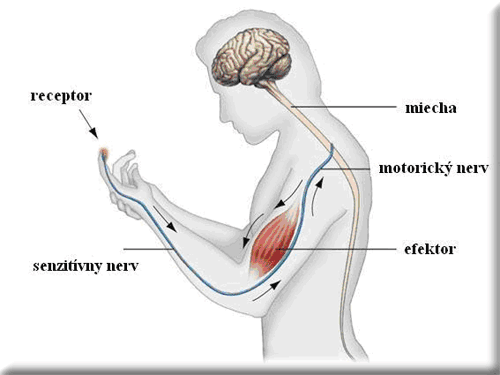 receptor
miecha
motorický nerv
efektor
senzitívny nerv